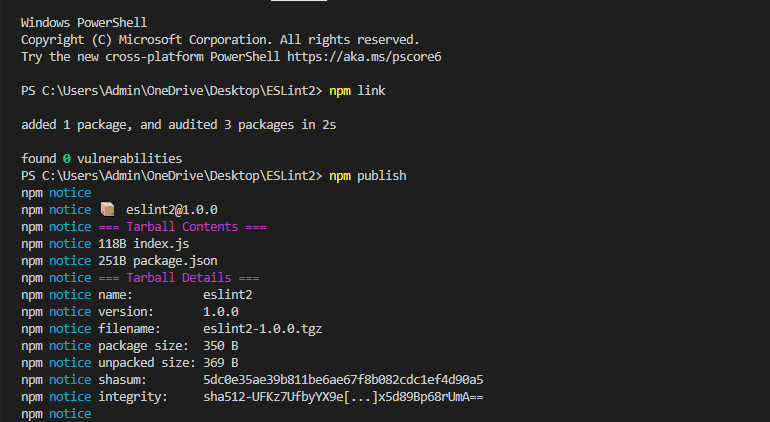 Windows PowerShell
Copyright (C) Microsoft Corporation. All rights reserved.
Try the new cross-platform PowerShell https://aka.ms/pscore6
PS C:\Users\Admin\OneDrive\Desktop\ESLint2> npm link
added 1 package, and audited 3 packages in 2s
found 0 vulnerabilities
PS C:\Users\Admin\OneDrive\Desktop\ESLint2> npm publish
npm notice
npm notice 📦 eslint2@1.0.0
npm notice === Tarball Contents ===
npm notice 118B index.js
npm notice 251B package.json
npm notice === Tarball Details ===
npm notice name: eslint2
npm notice version: 1.0.0
npm notice filename: eslint2-1.0.0.tgz
npm notice package size: 350 B
npm notice unpacked size: 369 B
npm notice shasum: 5dc0e35ae39b811be6ae67f8b082cdc1ef4d90a5
npm notice integrity: sha512-UFKz7UfbyYX9e[...]x5d89Bp68rUmA==
npm notice